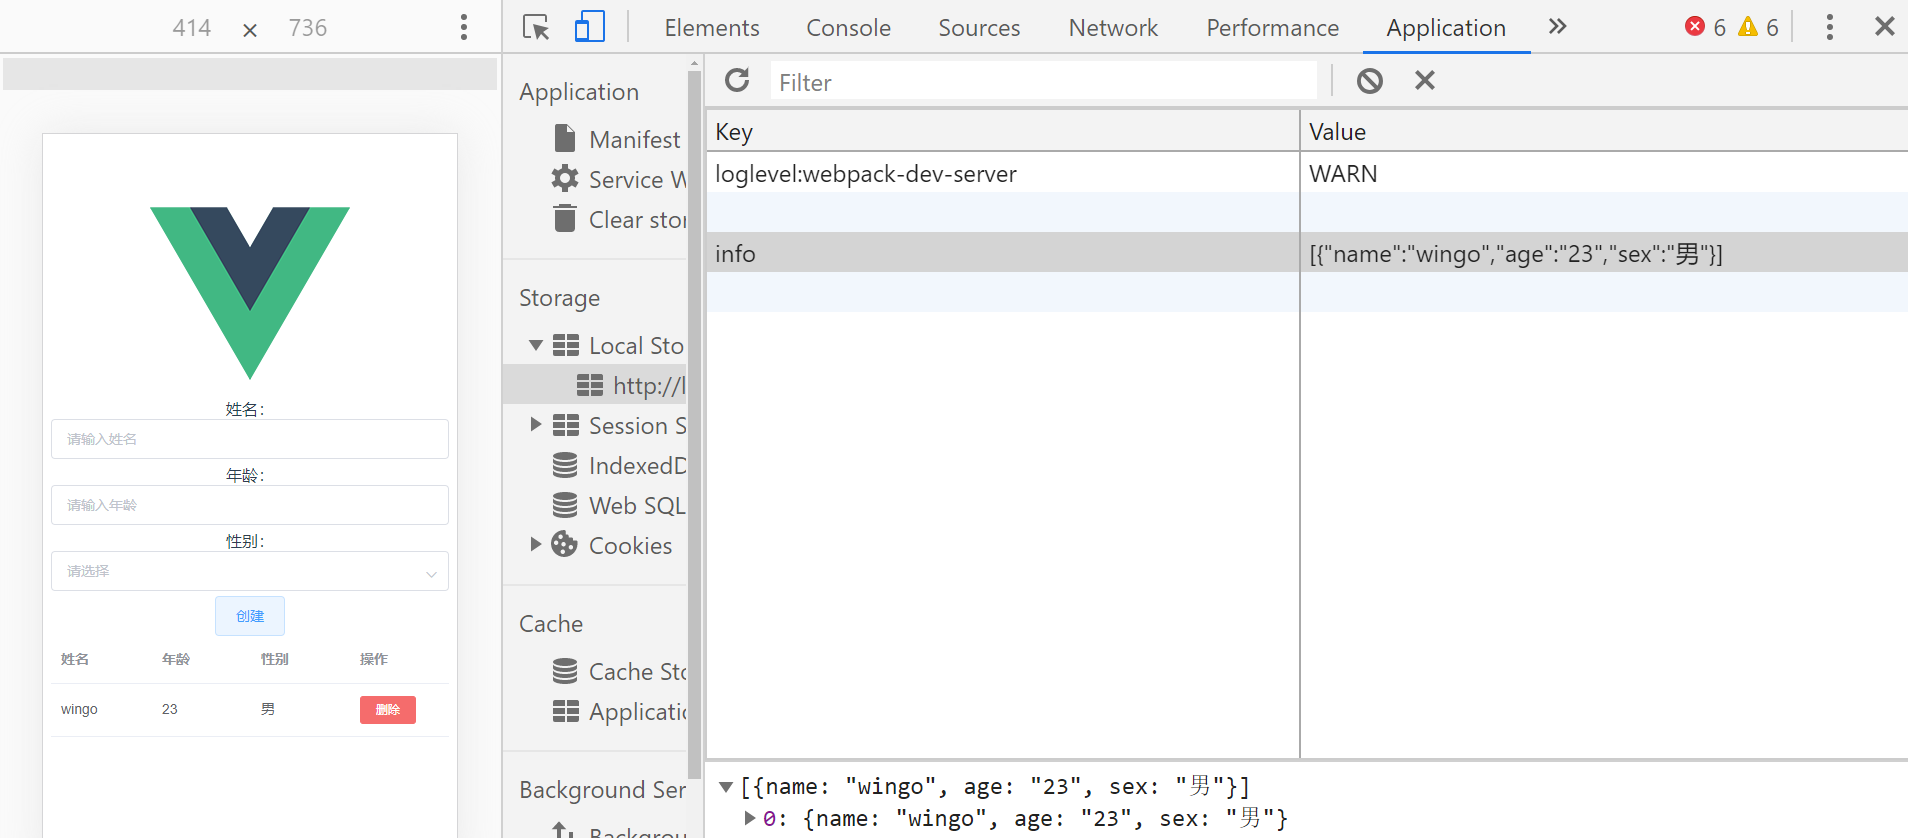 414 × 736
Elements Console Sources Network Performance Application » 6 6
Application
Manifest
Service W
Clear stor
Storage
Local Sto
http://l
Session S
IndexedD
Web SQL
Cookies
Cache
Cache Sto
Applicatio
Background Ser
Backgrou
Filter
Key Value
loglevel:webpack-dev-server WARN
info [{"name":"wingo","age":"23","sex":"男"}]
[{name: "wingo", age: "23", sex: "男"}]
0: {name: "wingo", age: "23", sex: "男"}
姓名：
请输入姓名
年龄：
请输入年龄
性别：
请选择
创建
姓名 年龄 性别 操作
wingo 23 男 删除